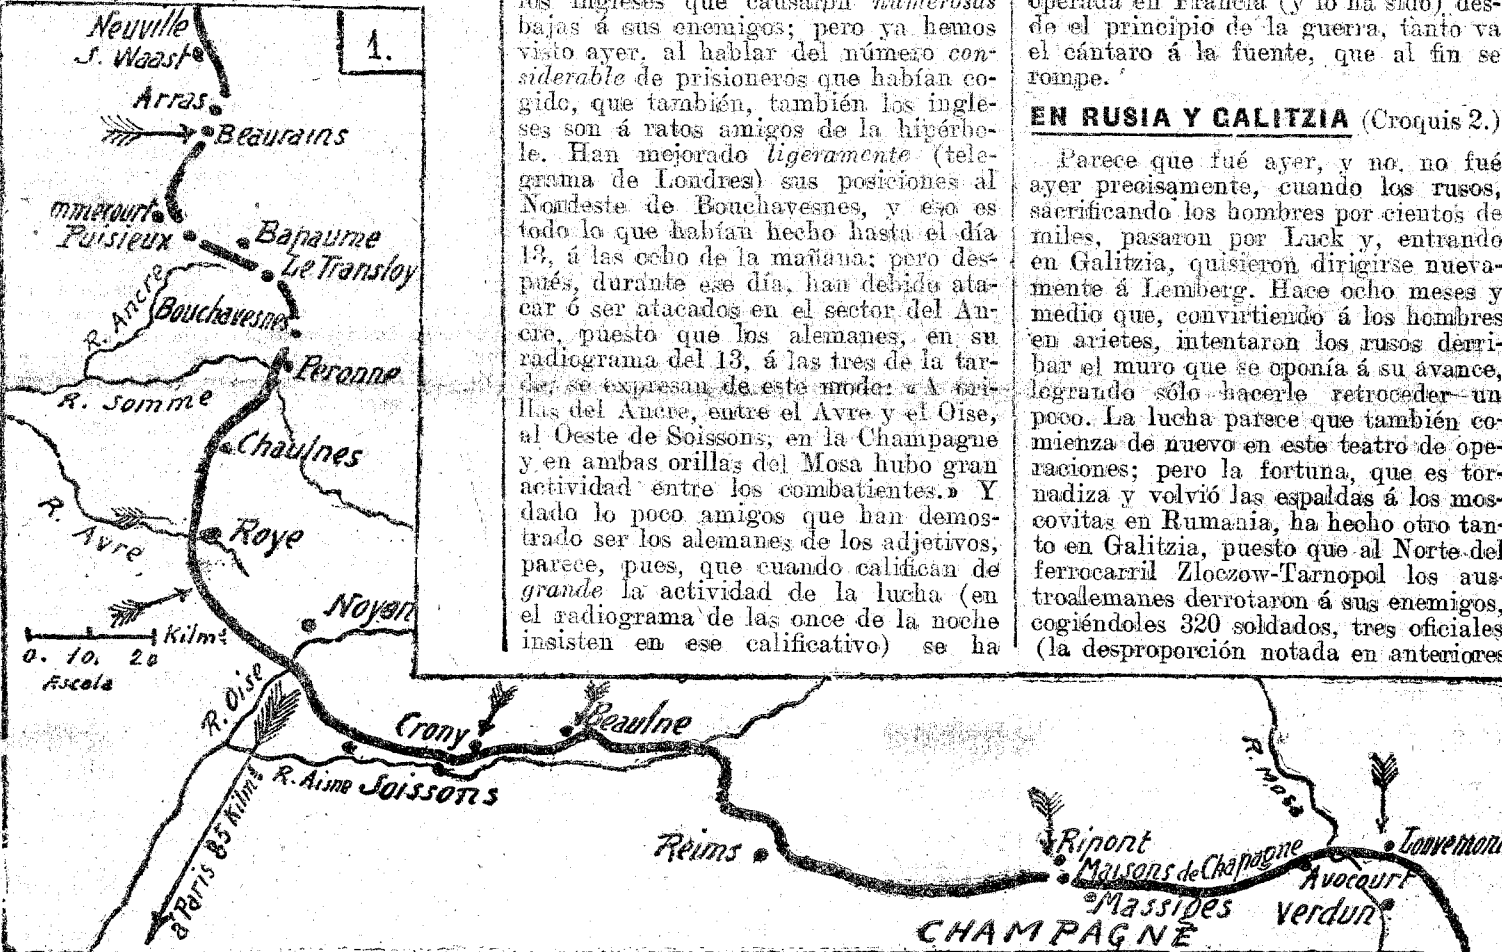 Neuville
S. Waast
1.
Arras
Beaurains
mmecourt
Puisieux
Bapaume
Le Transloy
R. Ancre
Bouchavesnes
Peronne
R. Somme
Chaulnes
R. Avre
Roye
Noyan
Kilms
0. 10. 20
Escala
R. Oise
Crony
Beaulne
R. Aisne
Soissons
á Paris 85 Kilms
Reims
Ripont
Maisons de Chapagne
Massiges
CHAMPAGNE
R. Mosa
Louvemont
Avocourt
Verdun
los ingleses que causaron numerosas
bajas á sus enemigos; pero ya hemos
visto ayer, al hablar del número con-
siderable de prisioneros que habían co-
gido, que también, también los ingle-
ses son á ratos amigos de la hipérbo-
le. Han mejorado ligeramente (tele-
grama de Londres) sus posiciones al
Nordeste de Bouchavesnes, y eso es
todo lo que habían hecho hasta el día
13, á las ocho de la mañana; pero des-
pués, durante ese día, han debido ata-
car ó ser atacados en el sector del An-
cre, puesto que los alemanes, en su
radiograma del 13, á las tres de la tar-
de, se expresan de este modo: «A ori-
llas del Ancre, entre el Avre y el Oise,
al Oeste de Soissons, en la Champagne
y en ambas orillas del Mosa hubo gran
actividad entre los combatientes.» Y
dado lo poco amigos que han demos-
trado ser los alemanes de los adjetivos,
parece, pues, que cuando califican de
grande la actividad de la lucha (en
el radiograma de las once de la noche
insisten en ese calificativo) se ha
operada en Francia (y lo ha sido) des-
de el principio de la guerra, tanto va
el cántaro á la fuente, que al fin se
rompe.
EN RUSIA Y GALITZIA (Croquis 2.)
Parece que fué ayer, y no, no fué
ayer precisamente, cuando los rusos,
sacrificando los hombres por cientos de
miles, pasaron por Luck y, entrando
en Galitzia, quisieron dirigirse nueva-
mente á Lemberg. Hace ocho meses y
medio que, convirtiendo á los hombres
en arietes, intentaron los rusos derri-
bar el muro que se oponía á su avance,
logrando sólo hacerle retroceder un
poco. La lucha parece que también co-
mienza de nuevo en este teatro de ope-
raciones; pero la fortuna, que es tor-
nadiza y volvió las espaldas á los mos-
covitas en Rumania, ha hecho otro tan-
to en Galitzia, puesto que al Norte del
ferrocarril Zloczow-Tarnopol los aus-
troalemanes derrotaron á sus enemigos,
cogiéndoles 320 soldados, tres oficiales
(la desproporción notada en anteriores